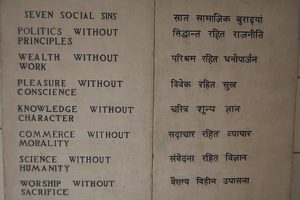 SEVEN SOCIAL SINS
POLITICS WITHOUT
PRINCIPLES
WEALTH WITHOUT
WORK
PLEASURE WITHOUT
CONSCIENCE
KNOWLEDGE WITHOUT
CHARACTER
COMMERCE WITHOUT
MORALITY
SCIENCE WITHOUT
HUMANITY
WORSHIP WITHOUT
SACRIFICE
सात सामाजिक बुराइयां
सिद्धान्त रहित राजनीति
परिश्रम रहित धनोपार्जन
विवेक रहित सुख
चरित्र शून्य ज्ञान
सदाचार रहित व्यापार
संवेदना रहित विज्ञान
वैराग्य विहीन उपासना